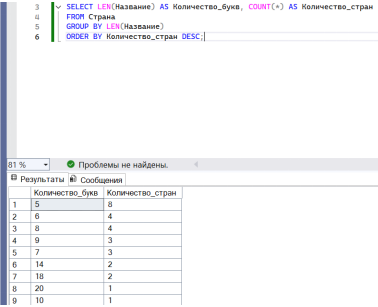 3 SELECT LEN(Название) AS Количество_букв, COUNT(*) AS Количество_стран
4 FROM Страна
5 GROUP BY LEN(Название)
6 ORDER BY Количество_стран DESC;
81 % Проблемы не найдены.
Результаты Сообщения
Количество_букв Количество_стран
1 5 8
2 6 4
3 8 4
4 9 3
5 7 3
6 14 2
7 18 2
8 20 1
9 10 1